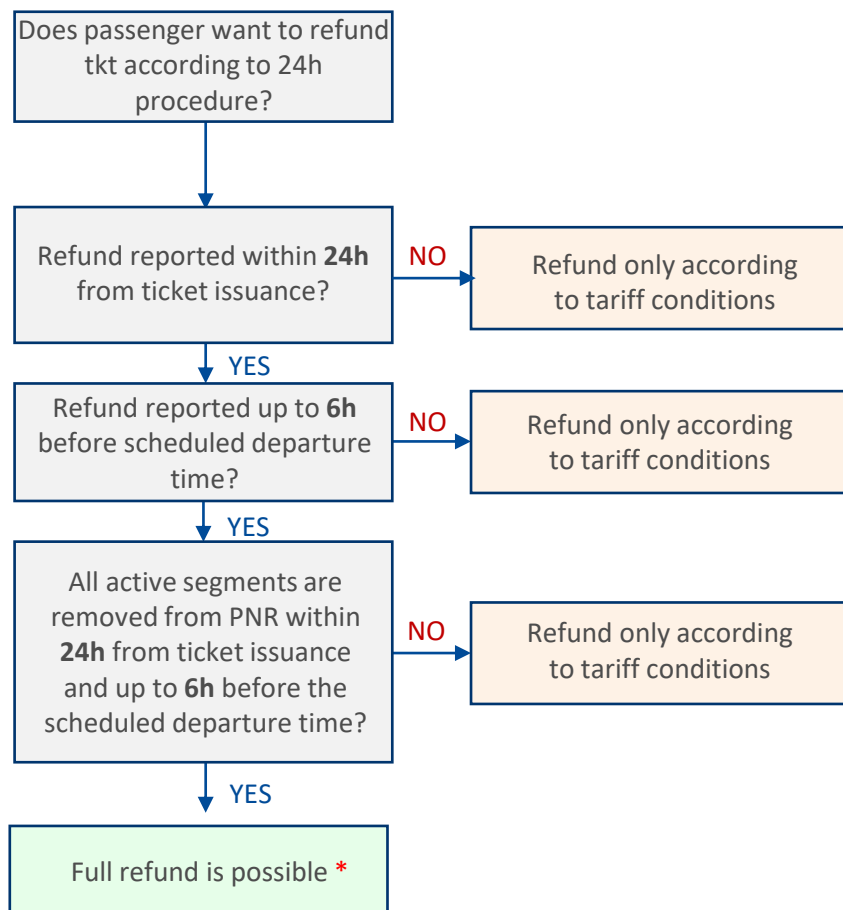 Does passenger want to refund
tkt according to 24h
procedure?
Refund reported within 24h
from ticket issuance?
NO
Refund only according
to tariff conditions
YES
Refund reported up to 6h
before scheduled departure
time?
NO
Refund only according
to tariff conditions
YES
All active segments are
removed from PNR within
24h from ticket issuance
and up to 6h before the
scheduled departure time?
NO
Refund only according
to tariff conditions
YES
Full refund is possible *